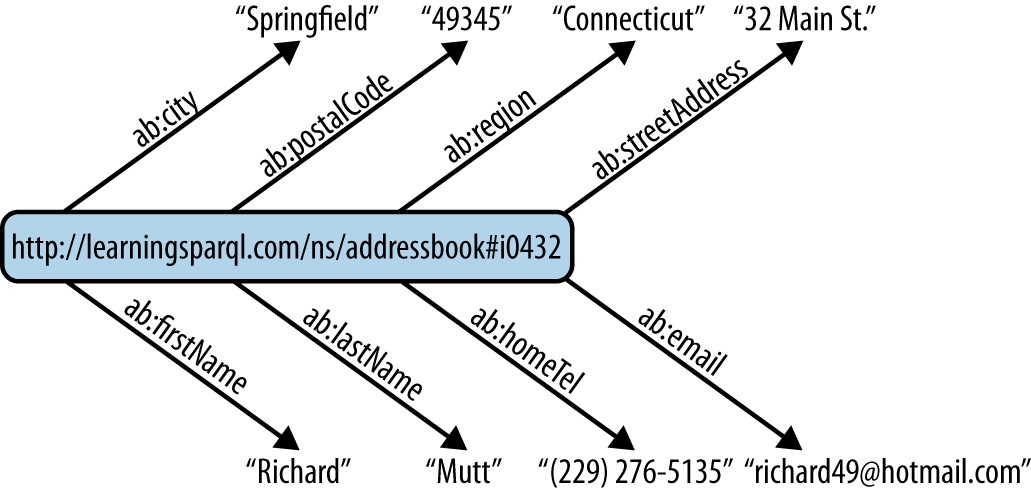 “Springfield” “49345” “Connecticut” “32 Main St.”
ab:city ab:postalCode ab:region ab:streetAddress
http://learningsparql.com/ns/addressbook#i0432
ab:firstName ab:lastName ab:homeTel ab:email
“Richard” “Mutt” “(229) 276-5135” “richard49@hotmail.com”